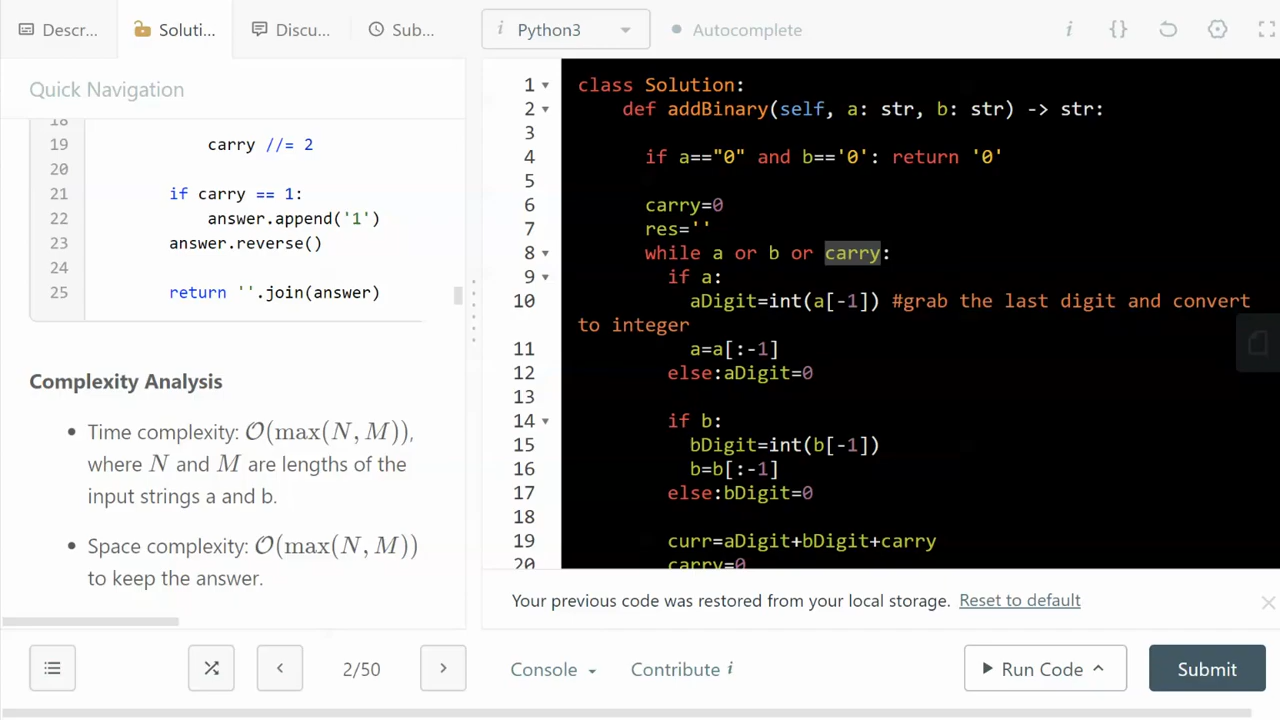 Descr...
Soluti...
Discu...
Sub...
i Python3
Autocomplete
i {}
Quick Navigation
18
19 carry //= 2
20
21 if carry == 1:
22 answer.append('1')
23 answer.reverse()
24
25 return ''.join(answer)
Complexity Analysis
• Time complexity: O(max(N, M)),
where N and M are lengths of the
input strings a and b.
• Space complexity: O(max(N, M))
to keep the answer.
1 class Solution:
2 def addBinary(self, a: str, b: str) -> str:
3
4 if a=="0" and b=='0': return '0'
5
6 carry=0
7 res=''
8 while a or b or carry:
9 if a:
10 aDigit=int(a[-1]) #grab the last digit and convert
to integer
11 a=a[:-1]
12 else:aDigit=0
13
14 if b:
15 bDigit=int(b[-1])
16 b=b[:-1]
17 else:bDigit=0
18
19 curr=aDigit+bDigit+carry
20 carry=0
Your previous code was restored from your local storage. Reset to default
2/50
Console
Contribute i
Run Code
Submit